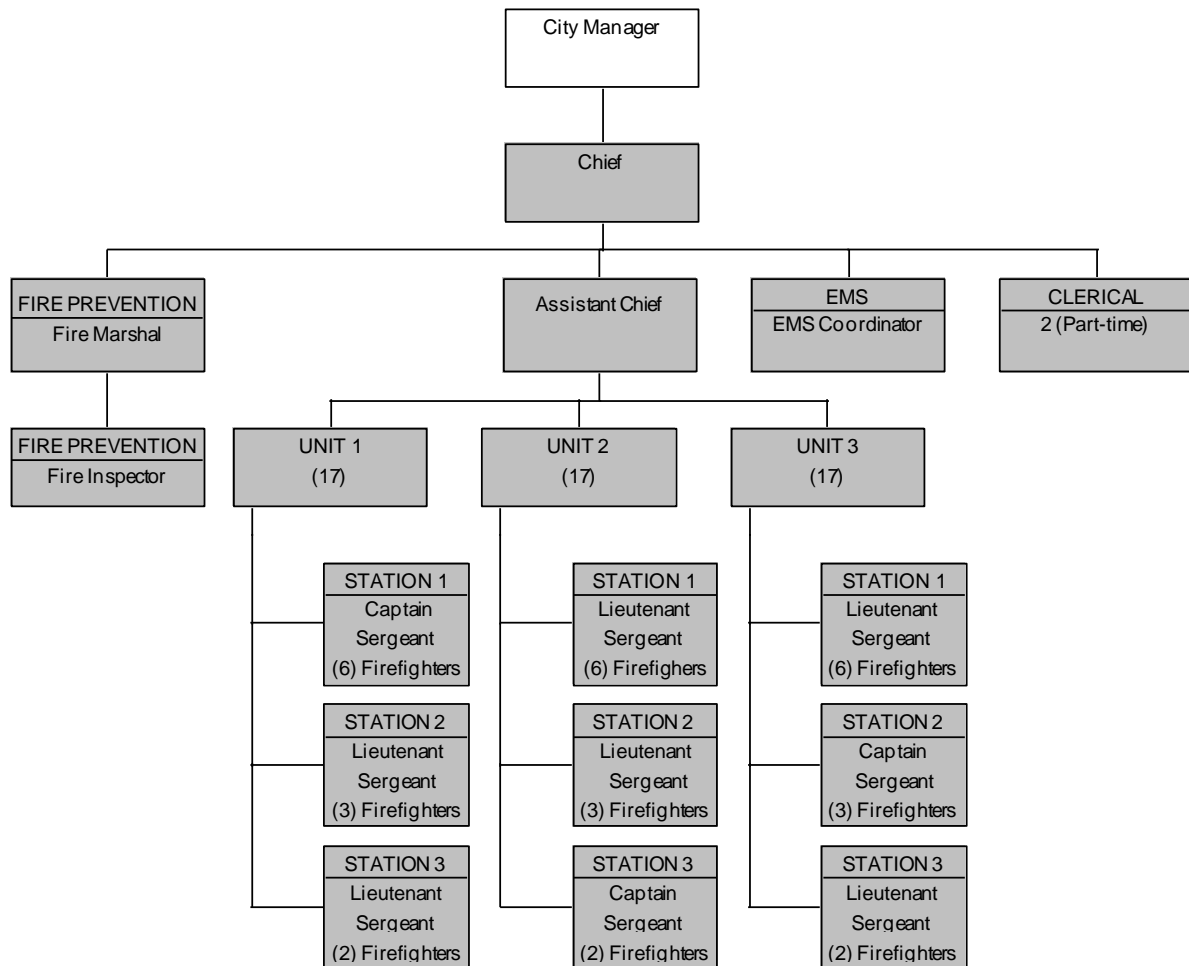 City Manager
Chief
FIRE PREVENTION
Fire Marshal
Assistant Chief
EMS
EMS Coordinator
CLERICAL
2 (Part-time)
FIRE PREVENTION
Fire Inspector
UNIT 1
(17)
UNIT 2
(17)
UNIT 3
(17)
STATION 1
Captain
Sergeant
(6) Firefighters
STATION 2
Lieutenant
Sergeant
(3) Firefighters
STATION 3
Lieutenant
Sergeant
(2) Firefighters
STATION 1
Lieutenant
Sergeant
(6) Firefighers
STATION 2
Lieutenant
Sergeant
(3) Firefighters
STATION 3
Captain
Sergeant
(2) Firefighters
STATION 1
Lieutenant
Sergeant
(6) Firefighters
STATION 2
Captain
Sergeant
(3) Firefighters
STATION 3
Lieutenant
Sergeant
(2) Firefighters